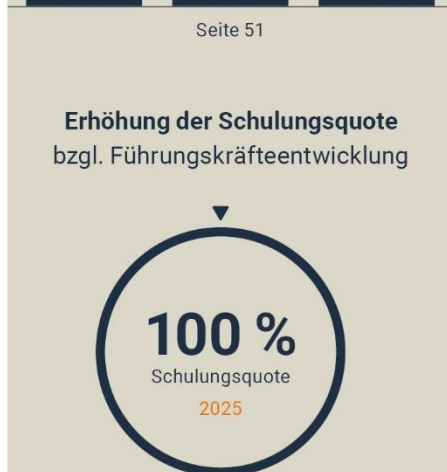 Seite 51
Erhöhung der Schulungsquote
bzgl. Führungskräfteentwicklung
100 %
Schulungsquote
2025